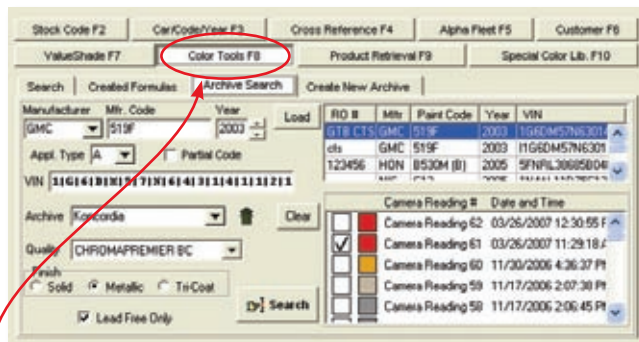 Stock Code F2 Car/Code/Year F3 Cross Reference F4 Alpha Fleet F5 Customer F6
ValueShade F7 Color Tools F8 Product Retrieval F9 Special Color Lib. F10
Search Created Formulas Archive Search Create New Archive
Manufacturer Mfr. Code Year
GMC 519F 2003 Load
Appl. Type A Partial Code
VIN
Archive Koncordia Clear
Quality CHROMAPREMIER BC
Finish
Solid Metallic Tri-Coat
Search
Lead Free Only
RO # Mfr Paint Code Year VIN
GTB CTS GMC 519F 2003 1G6DM57N6301
cts GMC 519F 2003 I1G6DM57N6301
123456 HON B530M (B) 2005 5FNRL38685B04
Camera Reading # Date and Time
Camera Reading 62 03/26/2007 12:30:55 F
Camera Reading 61 03/26/2007 11:29:18
Camera Reading 60 11/30/2006 4:36:37 PM
Camera Reading 59 11/17/2006 2:07:38 PM
Camera Reading 58 11/17/2006 2:06:45 PM